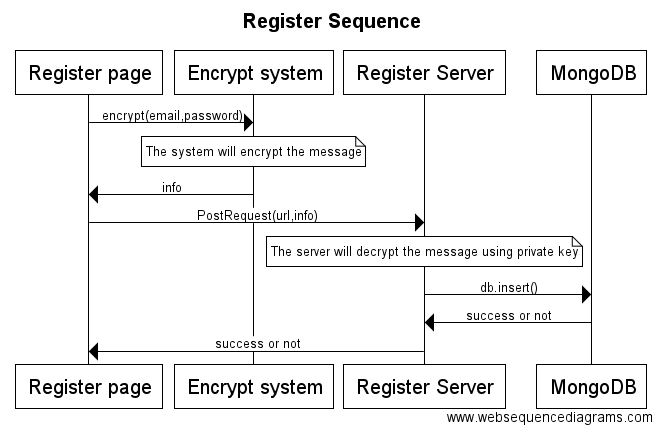 Register Sequence
Register page
Encrypt system
Register Server
MongoDB
encrypt(email,password)
The system will encrypt the message
info
PostRequest(url,info)
The server will decrypt the message using private key
db.insert()
success or not
success or not
Register page
Encrypt system
Register Server
MongoDB
www.websequencediagrams.com